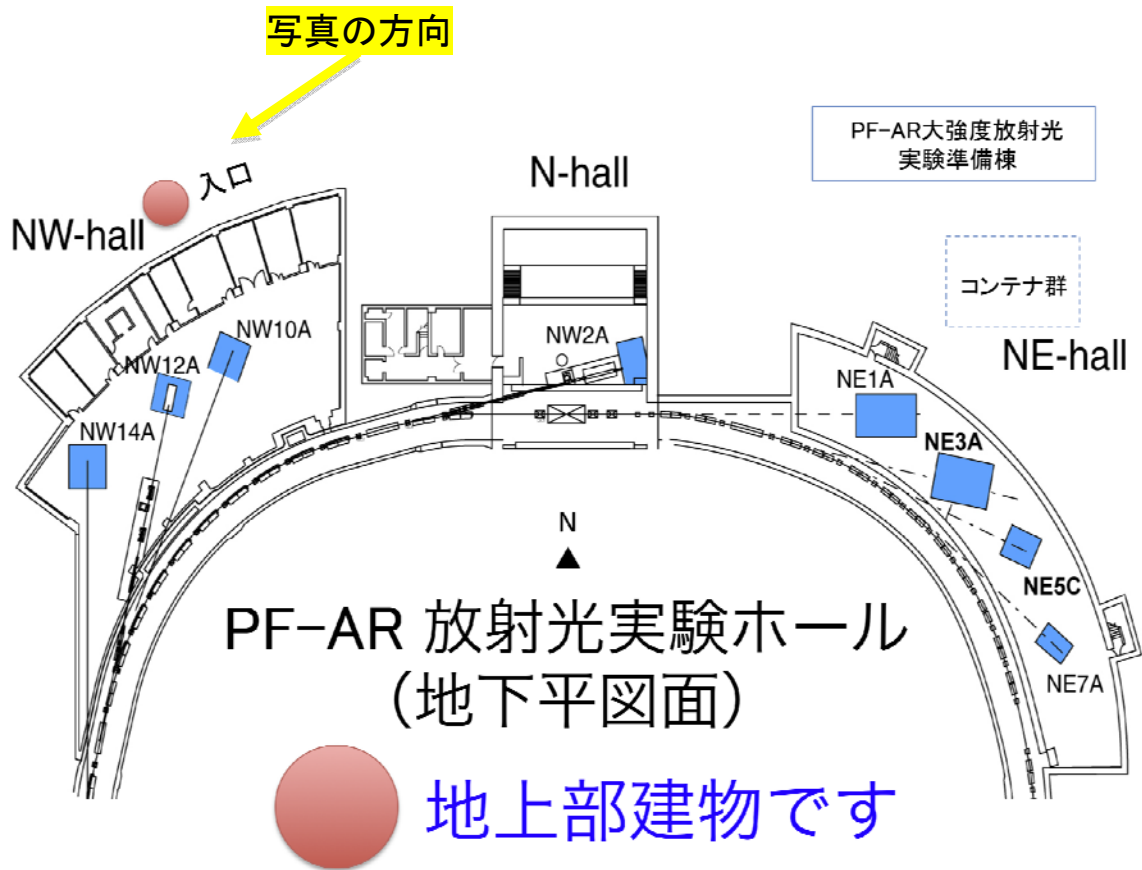 写真の方向
PF-AR大強度放射光
実験準備棟
N-hall
入口
NW-hall
コンテナ群
NE-hall
NW10A
NW2A
NW12A
NE1A
NW14A
NE3A
N
NE5C
PF-AR 放射光実験ホール
(地下平図面)
NE7A
地上部建物です